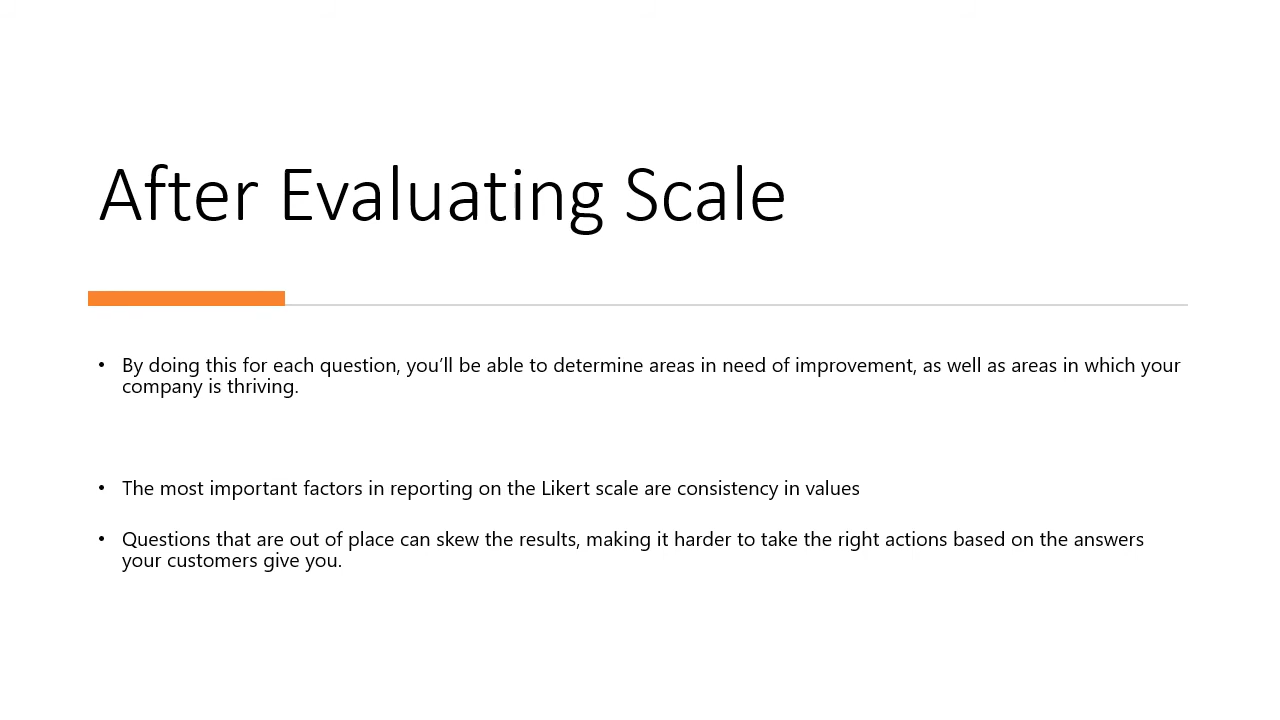 After Evaluating Scale
• By doing this for each question, you’ll be able to determine areas in need of improvement, as well as areas in which your
company is thriving.
• The most important factors in reporting on the Likert scale are consistency in values
• Questions that are out of place can skew the results, making it harder to take the right actions based on the answers
your customers give you.